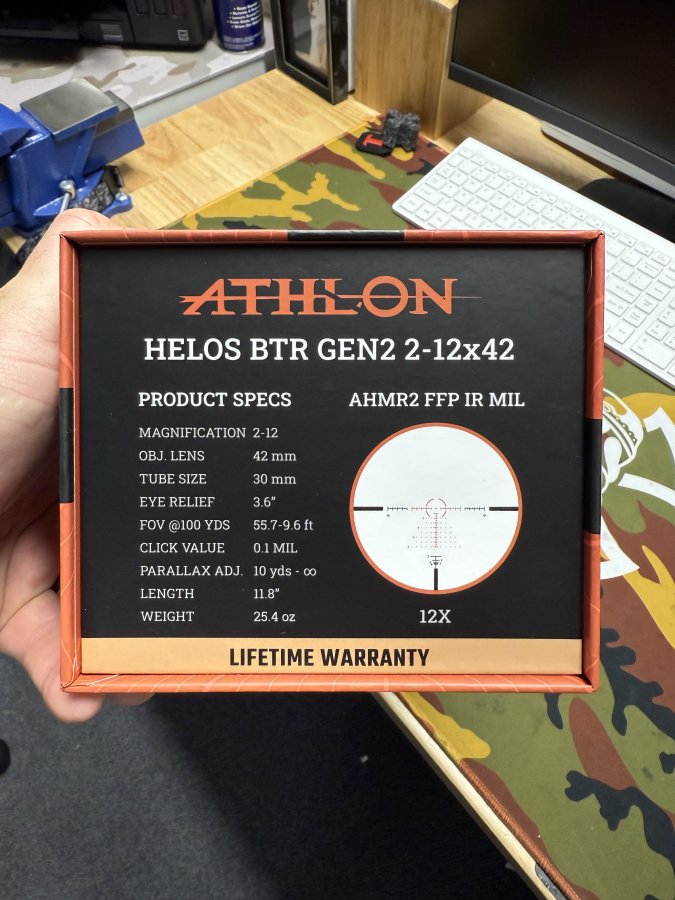 ATHLON
HELOS BTR GEN2 2-12x42
PRODUCT SPECS
MAGNIFICATION 2-12
OBJ. LENS 42 mm
TUBE SIZE 30 mm
EYE RELIEF 3.6"
FOV @100 YDS 55.7-9.6 ft
CLICK VALUE 0.1 MIL
PARALLAX ADJ. 10 yds - ∞
LENGTH 11.8"
WEIGHT 25.4 oz
AHMR2 FFP IR MIL
12X
LIFETIME WARRANTY